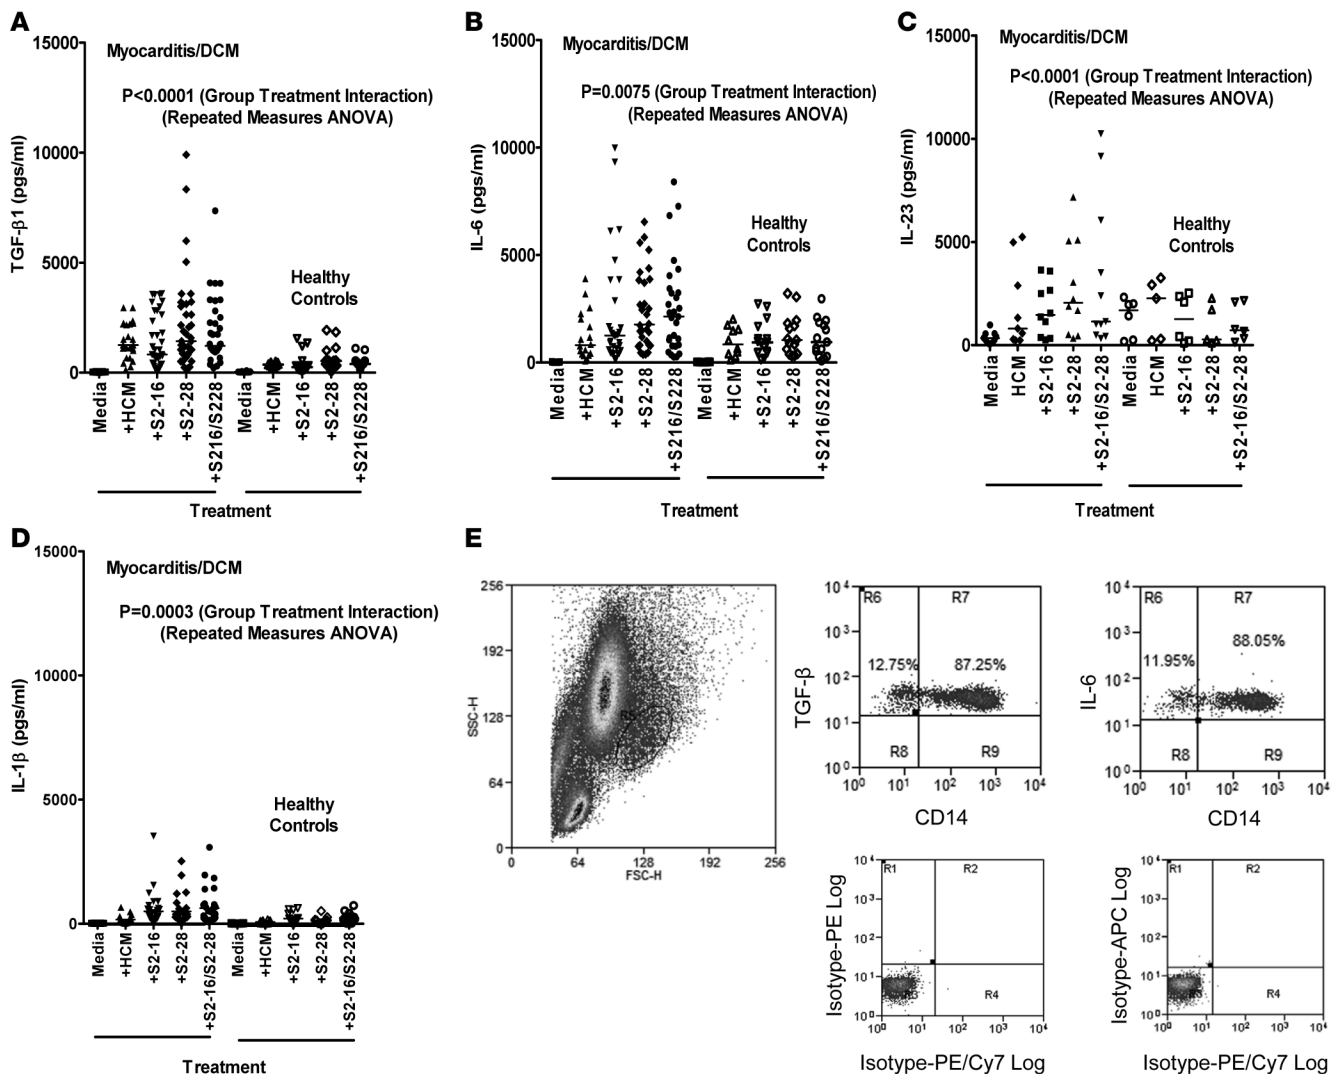 A
15000
Myocarditis/DCM
P<0.0001 (Group Treatment Interaction)
(Repeated Measures ANOVA)
10000
TGF-β1 (pgs/ml)
5000
Healthy
Controls
0
Media
+HCM
+S2-16
+S2-28
+S216/S228
Media
+HCM
+S2-16
+S2-28
+S216/S228
Treatment
B
15000
Myocarditis/DCM
P=0.0075 (Group Treatment Interaction)
(Repeated Measures ANOVA)
10000
IL-6 (pgs/ml)
Healthy
Controls
5000
0
Media
+HCM
+S2-16
+S2-28
+S216/S228
Media
+HCM
+S2-16
+S2-28
+S216/S228
Treatment
C
15000
Myocarditis/DCM
P<0.0001 (Group Treatment Interaction)
(Repeated Measures ANOVA)
10000
IL-23 (pgs/ml)
Healthy
Controls
5000
0
Media
HCM
+S2-16
+S2-28
+S2-16/S2-28
Media
HCM
+S2-16
+S2-28
+S2-16/S2-28
Treatment
D
15000
Myocarditis/DCM
P=0.0003 (Group Treatment Interaction)
(Repeated Measures ANOVA)
10000
IL-1β (pgs/ml)
5000
Healthy
Controls
0
Media
+HCM
+S2-16
+S2-28
+S2-16/S2-28
Media
+HCM
+S2-16
+S2-28
+S2-16/S2-28
Treatment
E
256
192
128
64
0
SSC-H
R5
0 64 128 192 256
FSC-H
10⁴
10³
10²
10¹
10⁰
TGF-β
R6 R7
12.75% 87.25%
R8 R9
10⁰ 10¹ 10² 10³ 10⁴
CD14
10⁴
10³
10²
10¹
10⁰
IL-6
R6 R7
88.05%
11.95%
R8 R9
10⁰ 10¹ 10² 10³ 10⁴
CD14
10⁴
10³
10²
10¹
10⁰
Isotype-PE Log
R1 R2
R3 R4
10⁰ 10¹ 10² 10³ 10⁴
Isotype-PE/Cy7 Log
10⁴
10³
10²
10¹
10⁰
Isotype-APC Log
R1 R2
R3 R4
10⁰ 10¹ 10² 10³ 10⁴
Isotype-PE/Cy7 Log